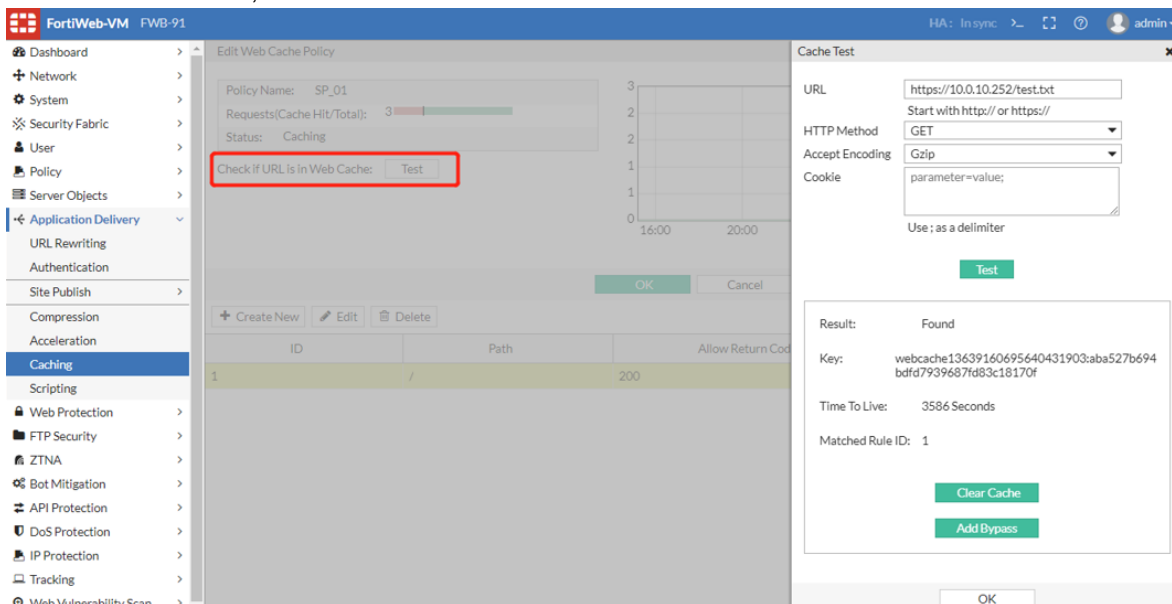 FortiWeb-VM FWB-91
HA: In sync
admin
Dashboard
Network
System
Security Fabric
User
Policy
Server Objects
Application Delivery
URL Rewriting
Authentication
Site Publish
Compression
Acceleration
Caching
Scripting
Web Protection
FTP Security
ZTNA
Bot Mitigation
API Protection
DoS Protection
IP Protection
Tracking
Web Vulnerability Scan
Edit Web Cache Policy
Policy Name: SP_01
Requests(Cache Hit/Total): 3
Status: Caching
Check if URL is in Web Cache: Test
3
2
2
1
1
0
16:00 20:00
OK Cancel
Create New Edit Delete
ID Path Allow Return Cod
1 / 200
Cache Test
URL https://10.0.10.252/test.txt
Start with http:// or https://
HTTP Method GET
Accept Encoding Gzip
Cookie parameter=value;
Use ; as a delimiter
Test
Result: Found
Key: webcache13639160695640431903:aba527b694
bdfd7939687fd83c18170f
Time To Live: 3586 Seconds
Matched Rule ID: 1
Clear Cache
Add Bypass
OK